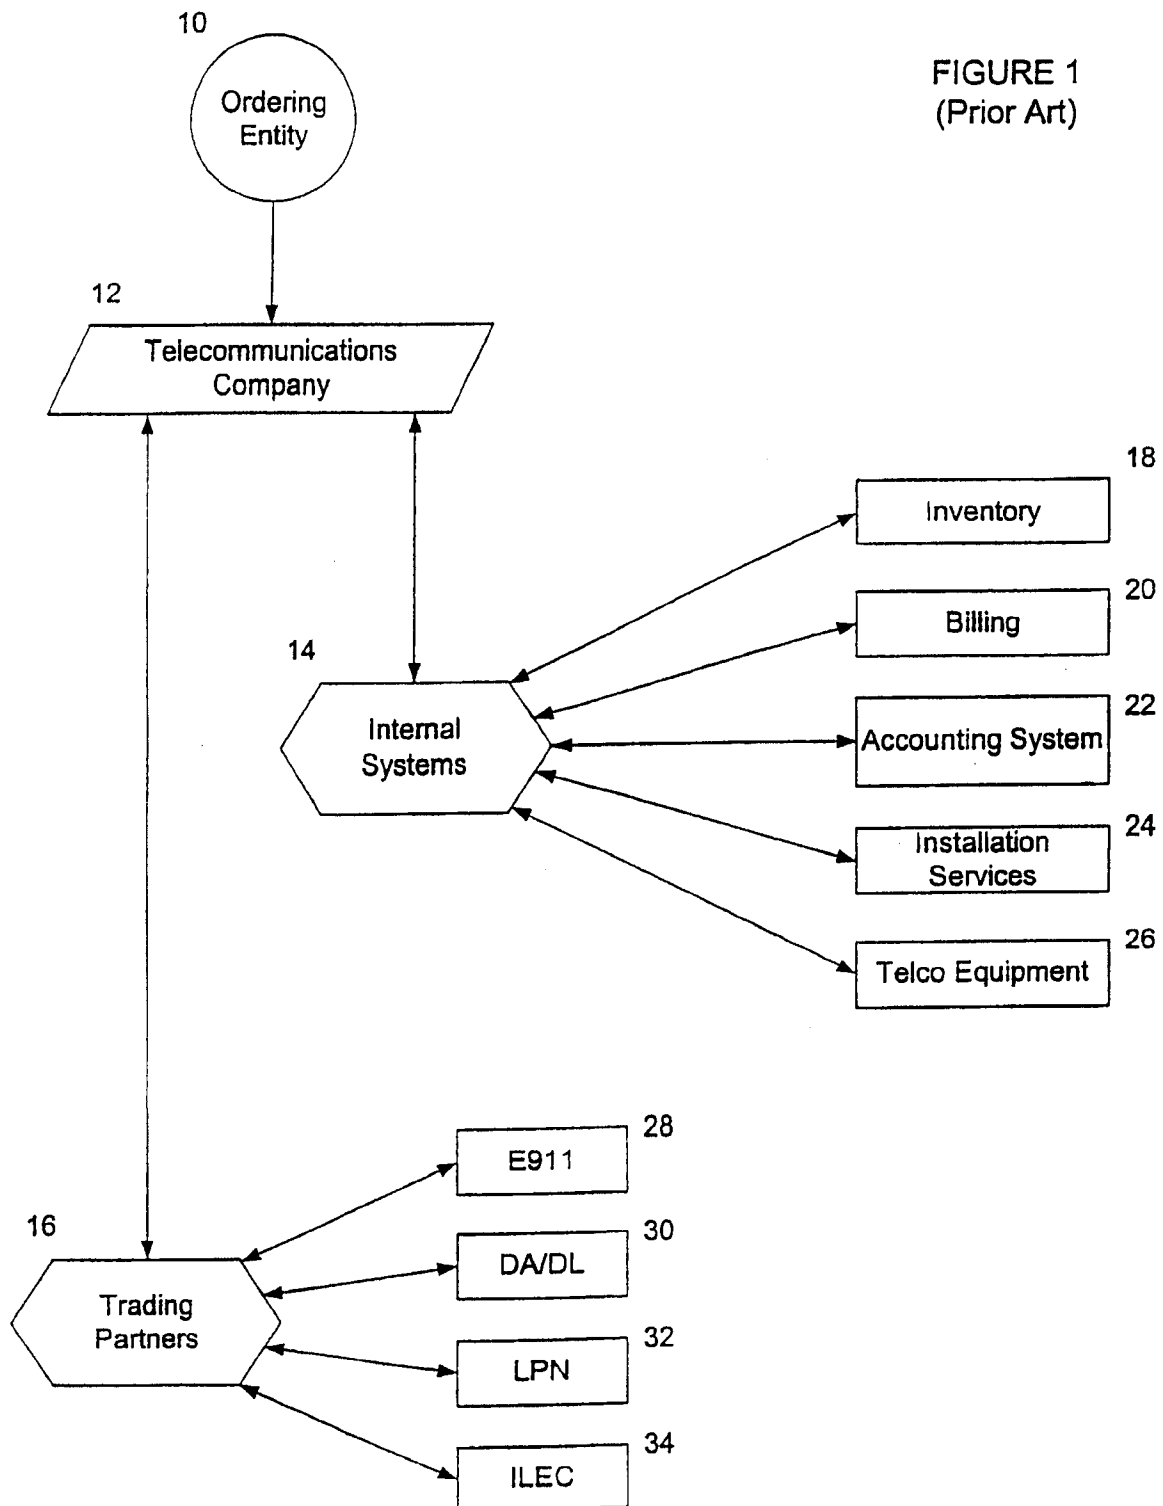 10
Ordering
Entity
FIGURE 1
(Prior Art)
12
Telecommunications
Company
18
Inventory
20
Billing
14
Internal
Systems
22
Accounting System
24
Installation
Services
26
Telco Equipment
28
E911
16
Trading
Partners
30
DA/DL
32
LPN
34
ILEC